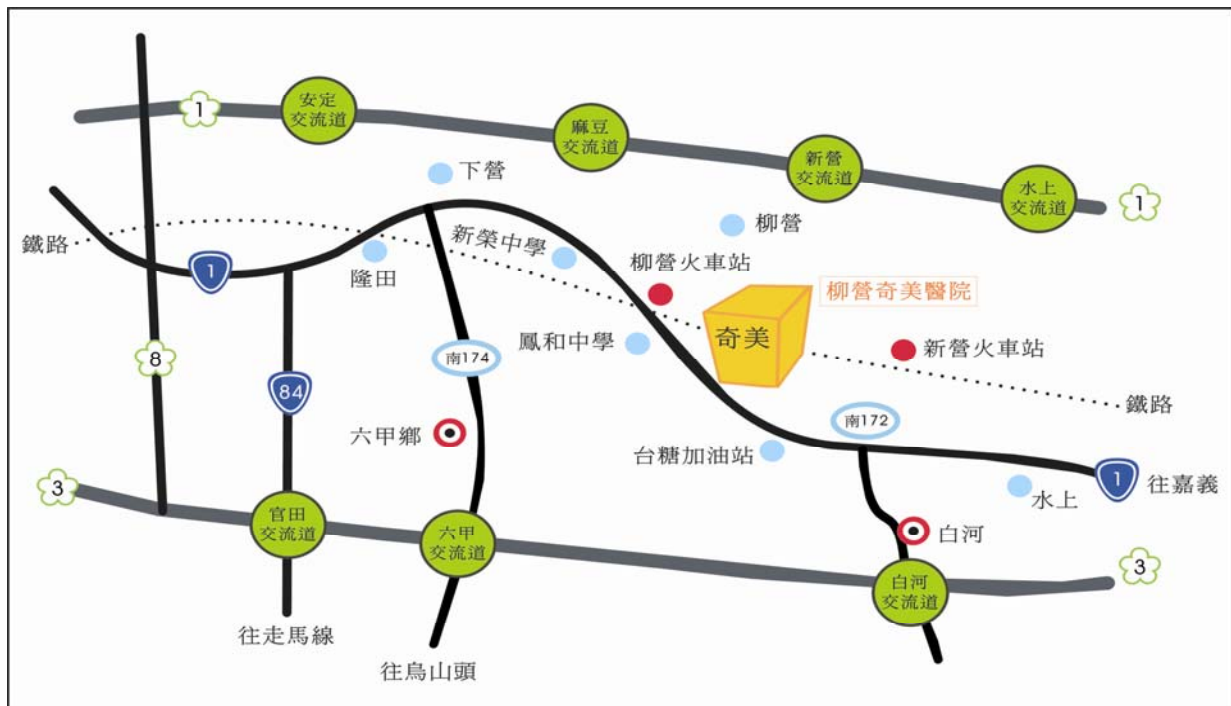 1
安定
交流道
麻豆
交流道
新營
交流道
水上
交流道
1
下營
柳營
新榮中學
鐵路
1
隆田
柳營火車站
柳營奇美醫院
奇美
鳳和中學
新營火車站
8
南174
84
鐵路
南172
六甲鄉
台糖加油站
1
往嘉義
水上
3
官田
交流道
六甲
交流道
白河
3
白河
交流道
往走馬線
往烏山頭